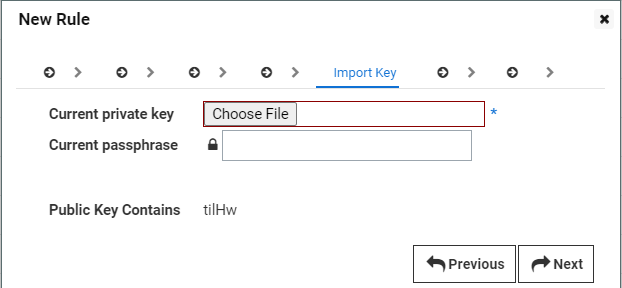 New Rule
Import Key
Current private key Choose File *
Current passphrase
Public Key Contains tilHw
Previous Next